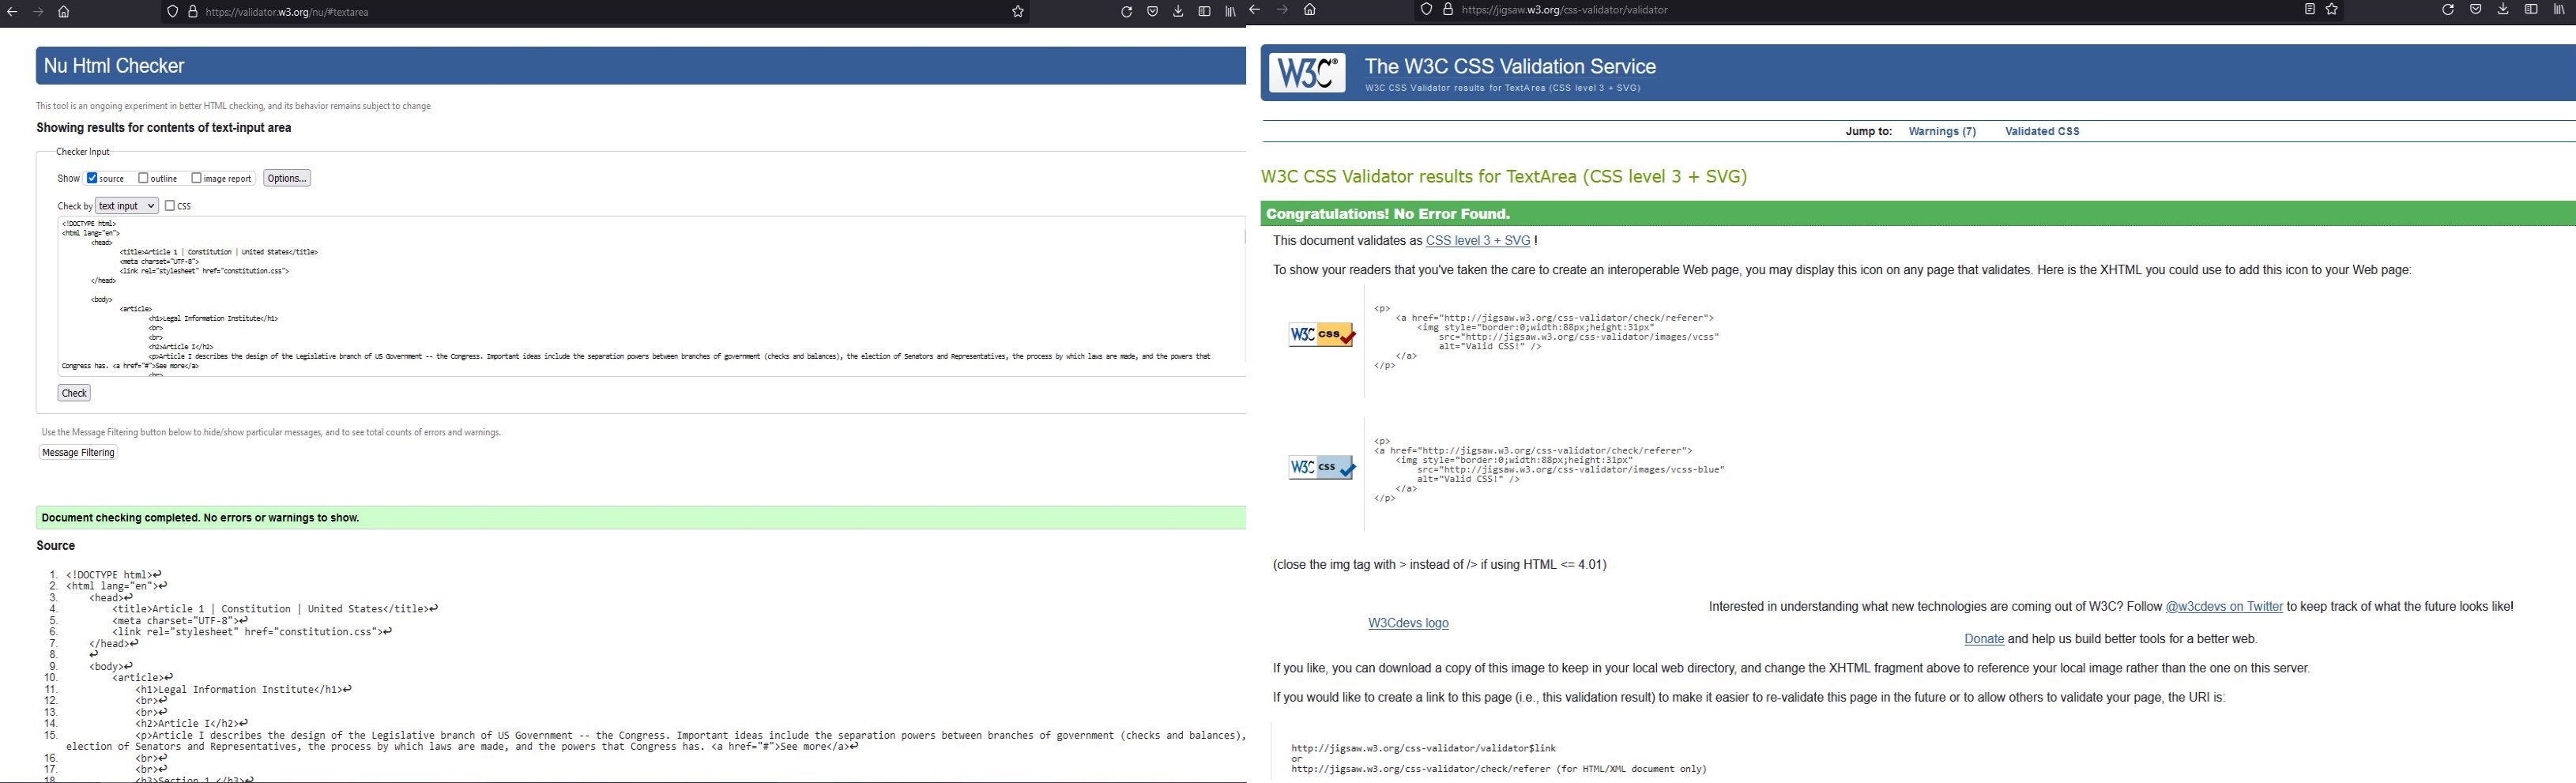 https://validator.w3.org/nu/#textarea
Nu Html Checker
This tool is an ongoing experiment in better HTML checking, and its behavior remains subject to change
Showing results for contents of text-input area
Checker Input
Show source outline image report Options...
Check by text input CSS
<!DOCTYPE html>
<html lang="en">
<head>
<title>Article 1 | Constitution | United States</title>
<meta charset="UTF-8">
<link rel="stylesheet" href="constitution.css">
</head>
<body>
<article>
<h1>Legal Information Institute</h1>
<br>
<br>
<h2>Article I</h2>
<p>Article I describes the design of the Legislative branch of US Government -- the Congress. Important ideas include the separation powers between branches of government (checks and balances), the election of Senators and Representatives, the process by which laws are made, and the powers that
Congress has. <a href="#">See more</a>
<br>
Check
Use the Message Filtering button below to hide/show particular messages, and to see total counts of errors and warnings.
Message Filtering
Document checking completed. No errors or warnings to show.
Source
1. <!DOCTYPE html>↩
2. <html lang="en">↩
3. <head>↩
4. <title>Article 1 | Constitution | United States</title>↩
5. <meta charset="UTF-8">↩
6. <link rel="stylesheet" href="constitution.css">↩
7. </head>↩
8. ↩
9. <body>↩
10. <article>↩
11. <h1>Legal Information Institute</h1>↩
12. <br>↩
13. <br>↩
14. <h2>Article I</h2>↩
15. <p>Article I describes the design of the Legislative branch of US Government -- the Congress. Important ideas include the separation powers between branches of government (checks and balances),
election of Senators and Representatives, the process by which laws are made, and the powers that Congress has. <a href="#">See more</a>↩
16. <br>↩
17. <br>↩
18. <h3>Section 1.</h3>↩
https://jigsaw.w3.org/css-validator/validator
W3C®
The W3C CSS Validation Service
W3C CSS Validator results for TextArea (CSS level 3 + SVG)
Jump to: Warnings (7) Validated CSS
W3C CSS Validator results for TextArea (CSS level 3 + SVG)
Congratulations! No Error Found.
This document validates as CSS level 3 + SVG !
To show your readers that you've taken the care to create an interoperable Web page, you may display this icon on any page that validates. Here is the XHTML you could use to add this icon to your Web page:
W3C css
<p>
<a href="http://jigsaw.w3.org/css-validator/check/referer">
<img style="border:0;width:88px;height:31px"
src="http://jigsaw.w3.org/css-validator/images/vcss"
alt="Valid CSS!" />
</a>
</p>
W3C css
<p>
<a href="http://jigsaw.w3.org/css-validator/check/referer">
<img style="border:0;width:88px;height:31px"
src="http://jigsaw.w3.org/css-validator/images/vcss-blue"
alt="Valid CSS!" />
</a>
</p>
(close the img tag with > instead of /> if using HTML <= 4.01)
Interested in understanding what new technologies are coming out of W3C? Follow @w3cdevs on Twitter to keep track of what the future looks like!
W3Cdevs logo
Donate and help us build better tools for a better web.
If you like, you can download a copy of this image to keep in your local web directory, and change the XHTML fragment above to reference your local image rather than the one on this server.
If you would like to create a link to this page (i.e., this validation result) to make it easier to re-validate this page in the future or to allow others to validate your page, the URI is:
http://jigsaw.w3.org/css-validator/validator$link
or
http://jigsaw.w3.org/css-validator/check/referer (for HTML/XML document only)